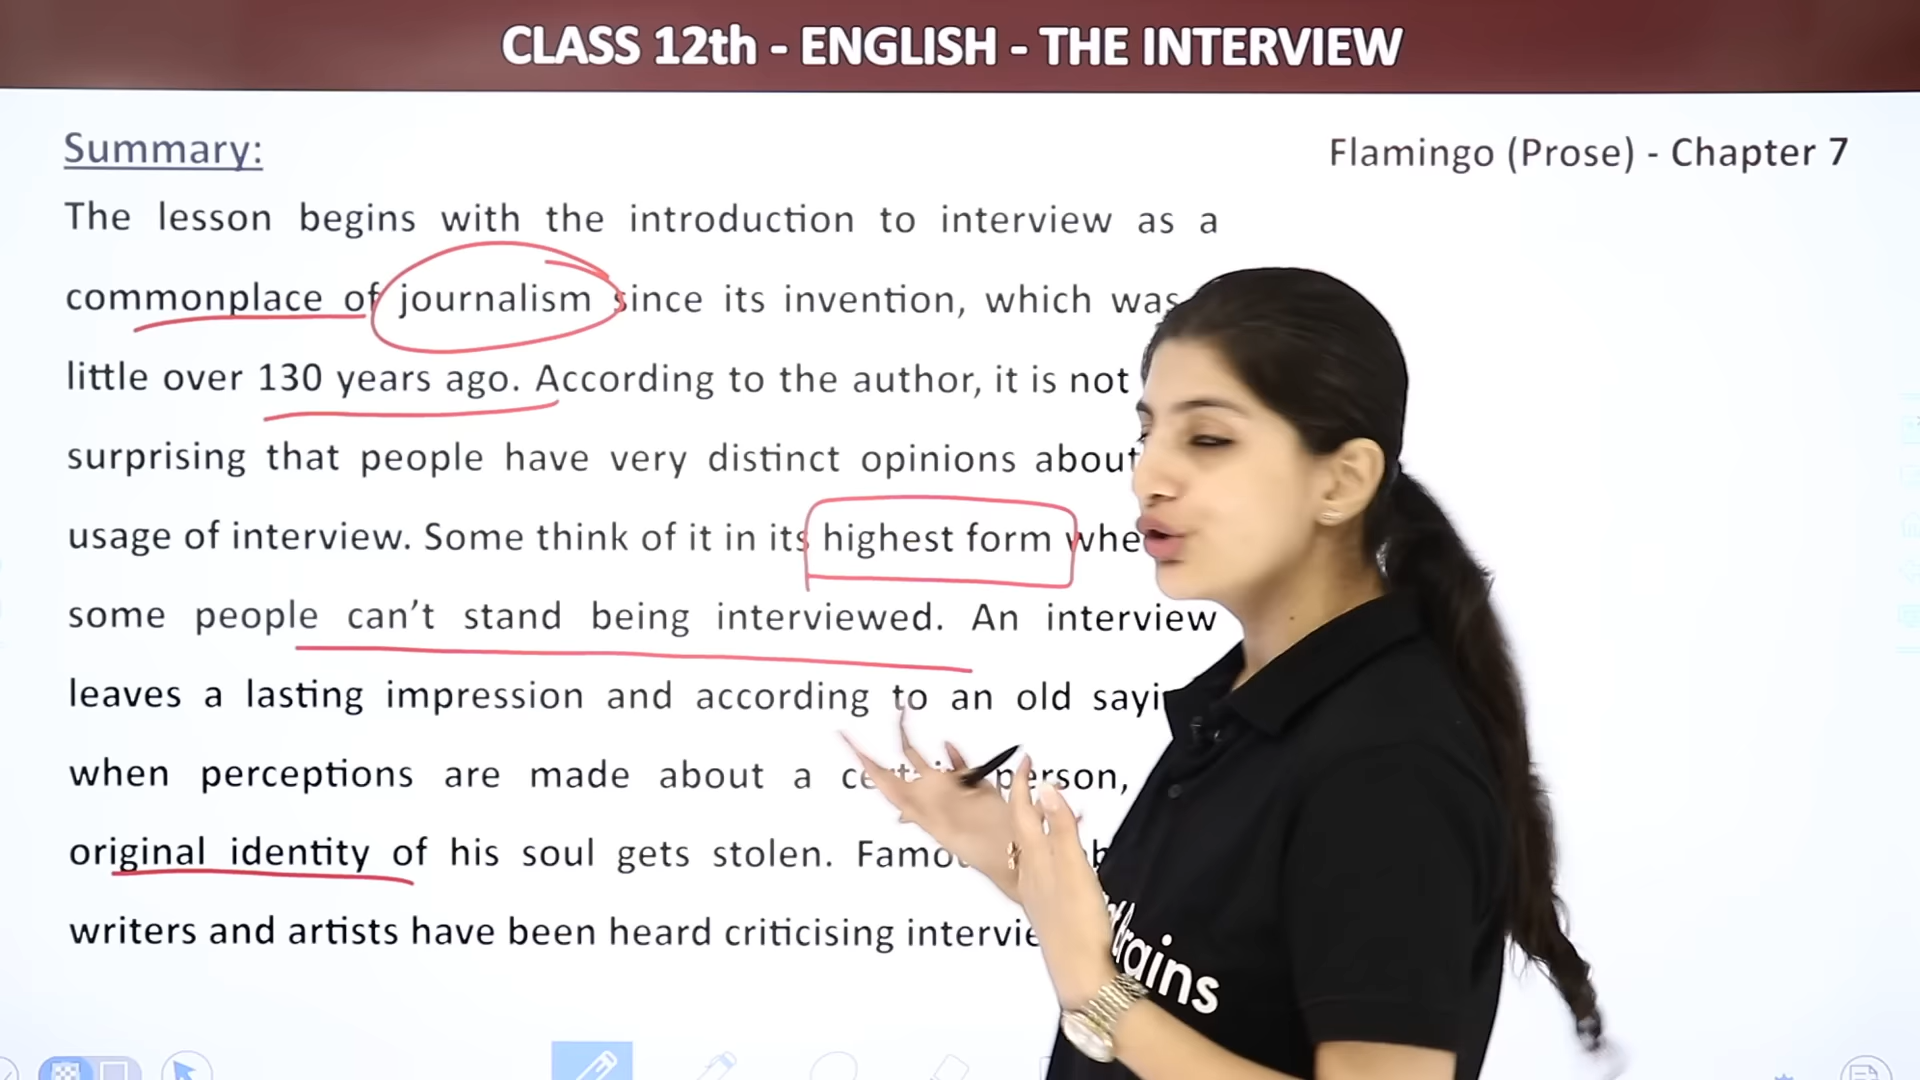 CLASS 12th - ENGLISH - THE INTERVIEW
Summary:
Flamingo (Prose) - Chapter 7
The lesson begins with the introduction to interview as a
commonplace of journalism since its invention, which was
little over 130 years ago. According to the author, it is not
surprising that people have very distinct opinions about
usage of interview. Some think of it in its highest form
some people can't stand being interviewed. An interview
leaves a lasting impression and according to an old
when perceptions are made about a person,
original identity of his soul gets stolen.
writers and artists have been heard criticising